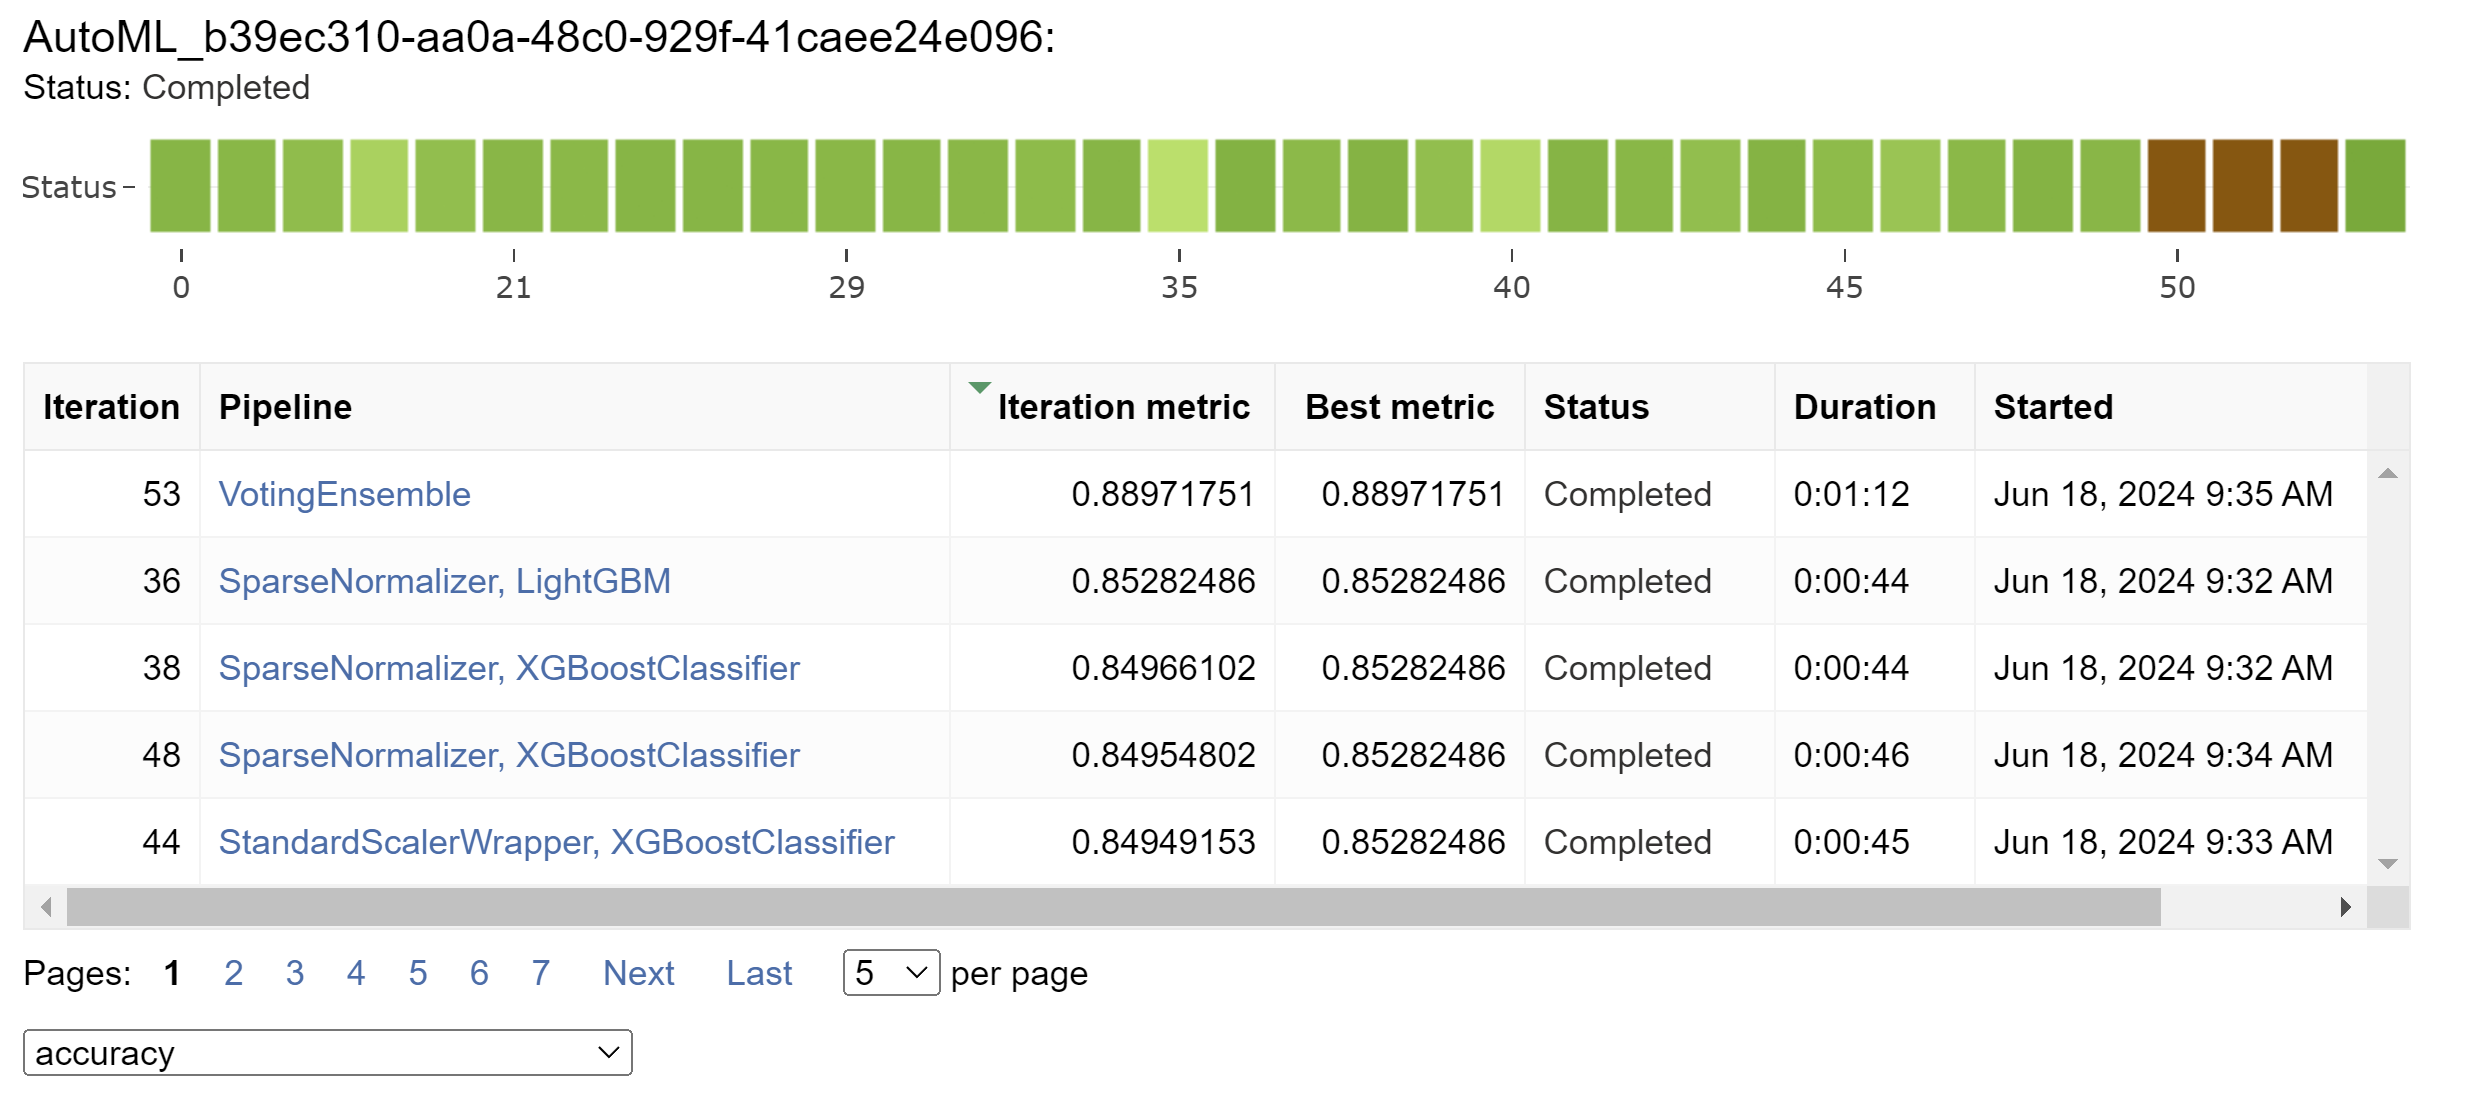 AutoML_b39ec310-aa0a-48c0-929f-41caee24e096:
Status: Completed
Status
0 21 29 35 40 45 50
Iteration Pipeline Iteration metric Best metric Status Duration Started
53 VotingEnsemble 0.88971751 0.88971751 Completed 0:01:12 Jun 18, 2024 9:35 AM
36 SparseNormalizer, LightGBM 0.85282486 0.85282486 Completed 0:00:44 Jun 18, 2024 9:32 AM
38 SparseNormalizer, XGBoostClassifier 0.84966102 0.85282486 Completed 0:00:44 Jun 18, 2024 9:32 AM
48 SparseNormalizer, XGBoostClassifier 0.84954802 0.85282486 Completed 0:00:46 Jun 18, 2024 9:34 AM
44 StandardScalerWrapper, XGBoostClassifier 0.84949153 0.85282486 Completed 0:00:45 Jun 18, 2024 9:33 AM
Pages: 1 2 3 4 5 6 7 Next Last 5 per page
accuracy